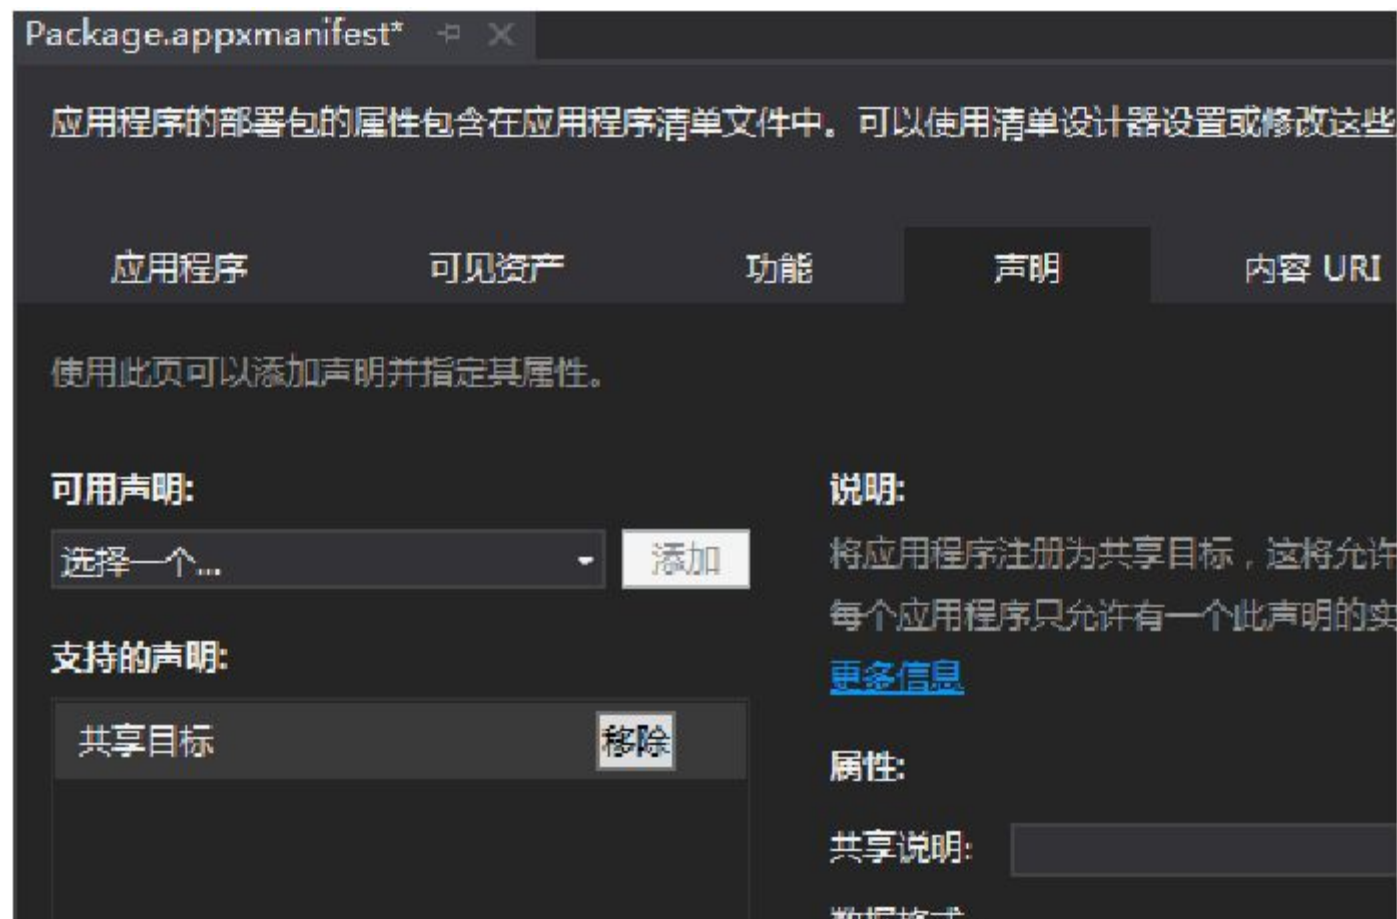 Package.appxmanifest*
应用程序的部署包的属性包含在应用程序清单文件中。可以使用清单设计器设置或修改这些
应用程序 可见资产 功能 声明 内容 URI
使用此页可以添加声明并指定其属性。
可用声明:
选择一个...
添加
支持的声明:
共享目标
移除
说明:
将应用程序注册为共享目标，这将允许
每个应用程序只允许有一个此声明的实
更多信息
属性:
共享说明:
数据格式